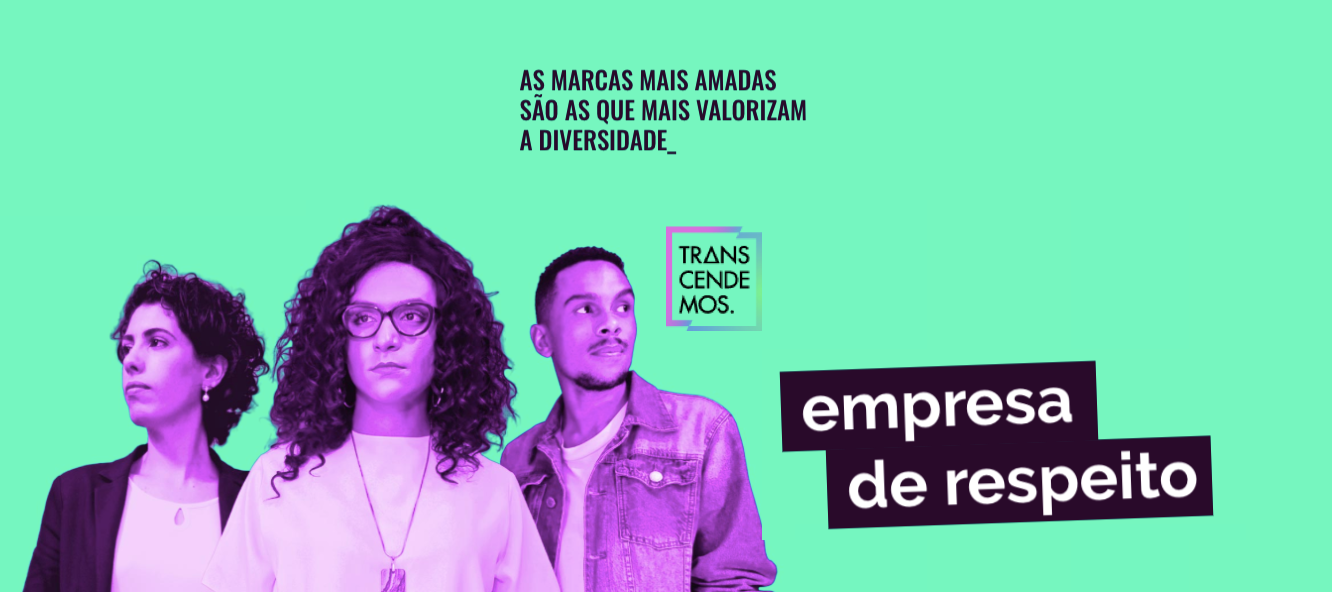 AS MARCAS MAIS AMADAS
SÃO AS QUE MAIS VALORIZAM
A DIVERSIDADE_
TRANS
CENDE
MOS.
empresa
de respeito